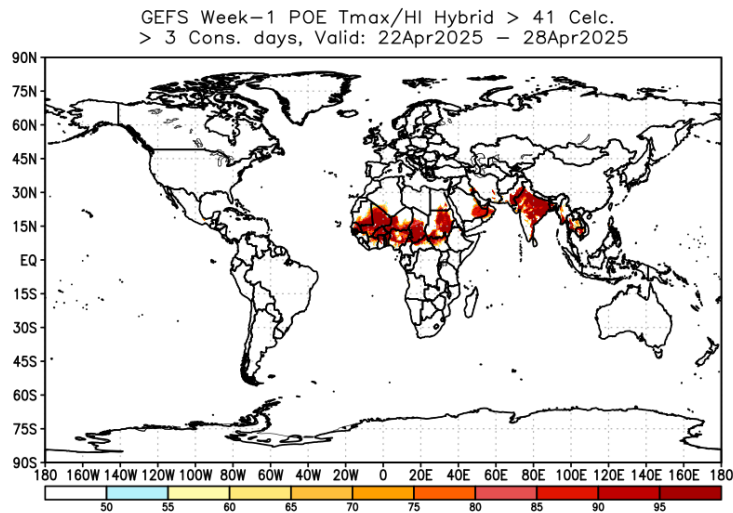 GEFS Week-1 POE Tmax/HI Hybrid > 41 Celc.
> 3 Cons. days, Valid: 22Apr2025 - 28Apr2025
90N
75N
60N
45N
30N
15N
EQ
15S
30S
45S
60S
75S
90S
180 160W 140W 120W 100W 80W 60W 40W 20W 0 20E 40E 60E 80E 100E 120E 140E 160E 180
50 55 60 65 70 75 80 85 90 95